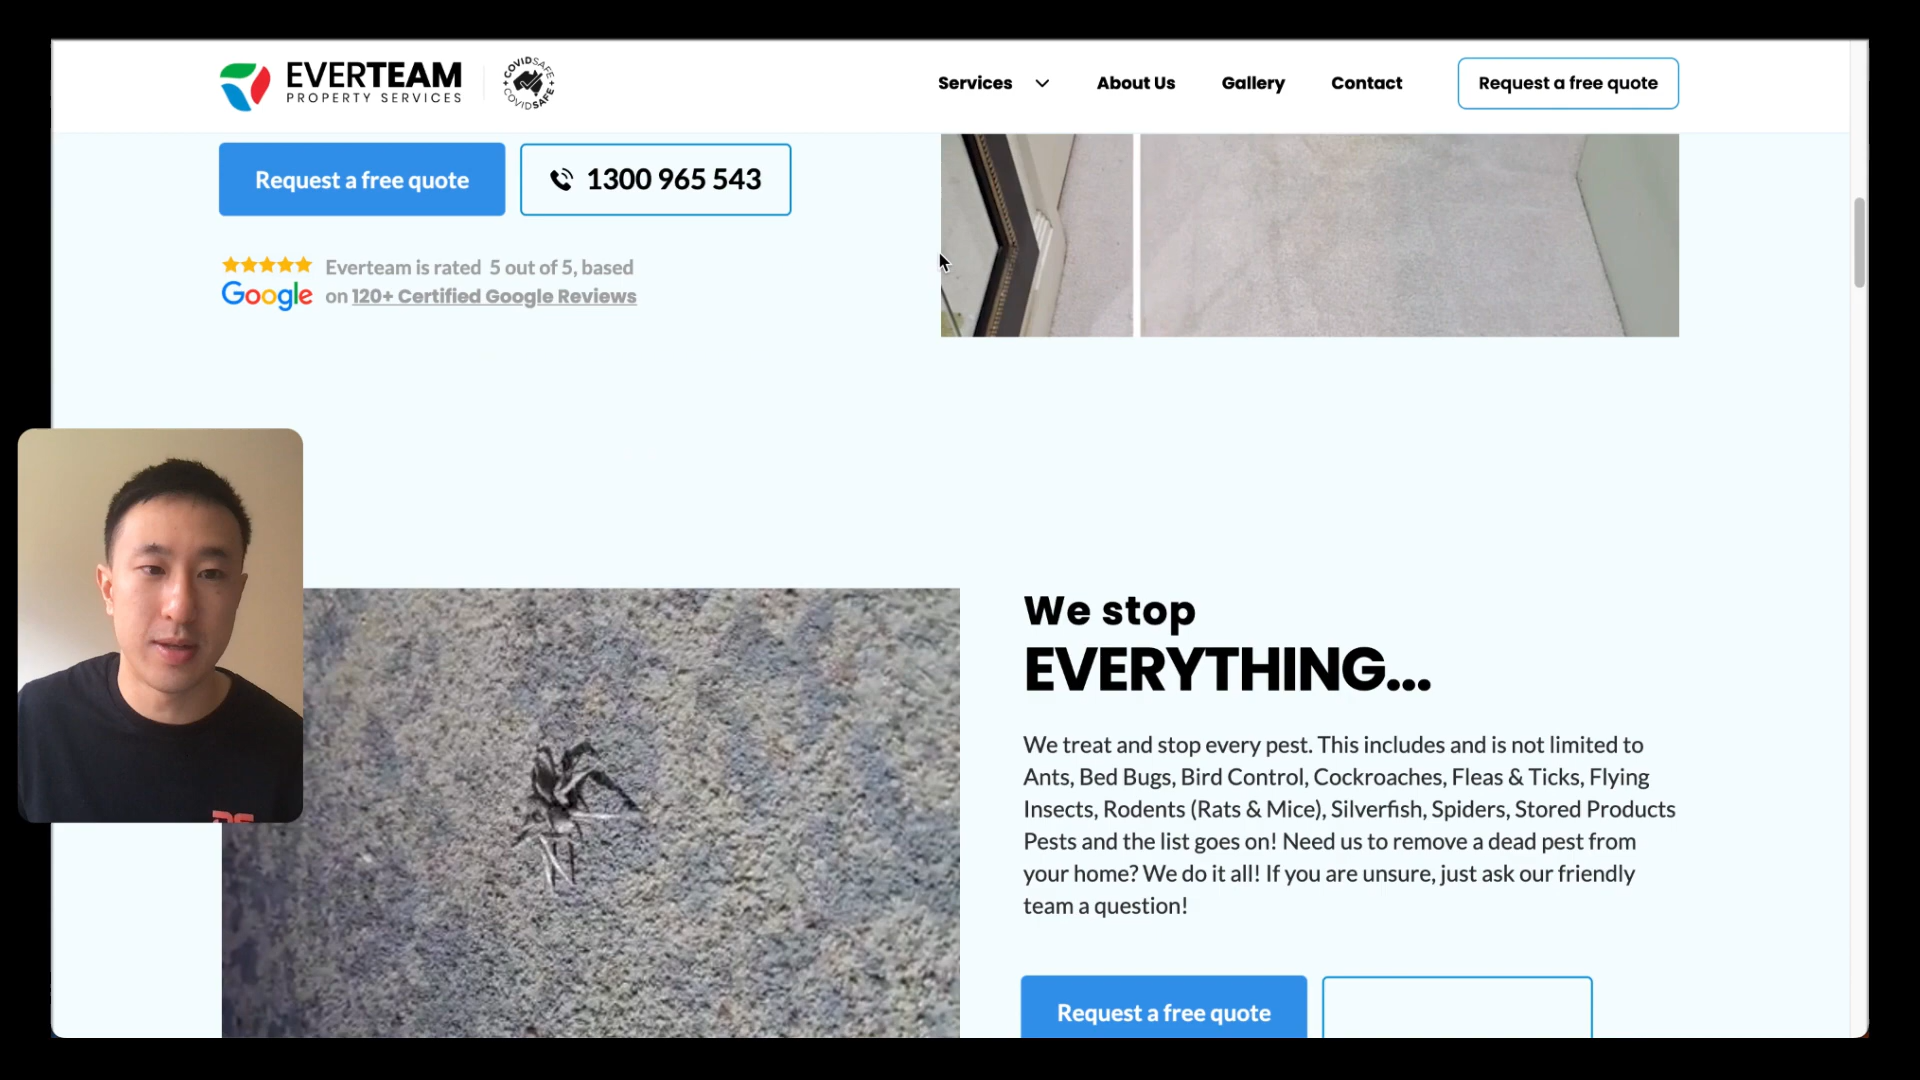 EVERTEAM
PROPERTY SERVICES
COVIDSAFE
COVIDSAFE
Services
About Us
Gallery
Contact
Request a free quote
Request a free quote
1300 965 543
Everteam is rated 5 out of 5, based
Google
on 120+ Certified Google Reviews
We stop
EVERYTHING...
We treat and stop every pest. This includes and is not limited to
Ants, Bed Bugs, Bird Control, Cockroaches, Fleas & Ticks, Flying
Insects, Rodents (Rats & Mice), Silverfish, Spiders, Stored Products
Pests and the list goes on! Need us to remove a dead pest from
your home? We do it all! If you are unsure, just ask our friendly
team a question!
Request a free quote